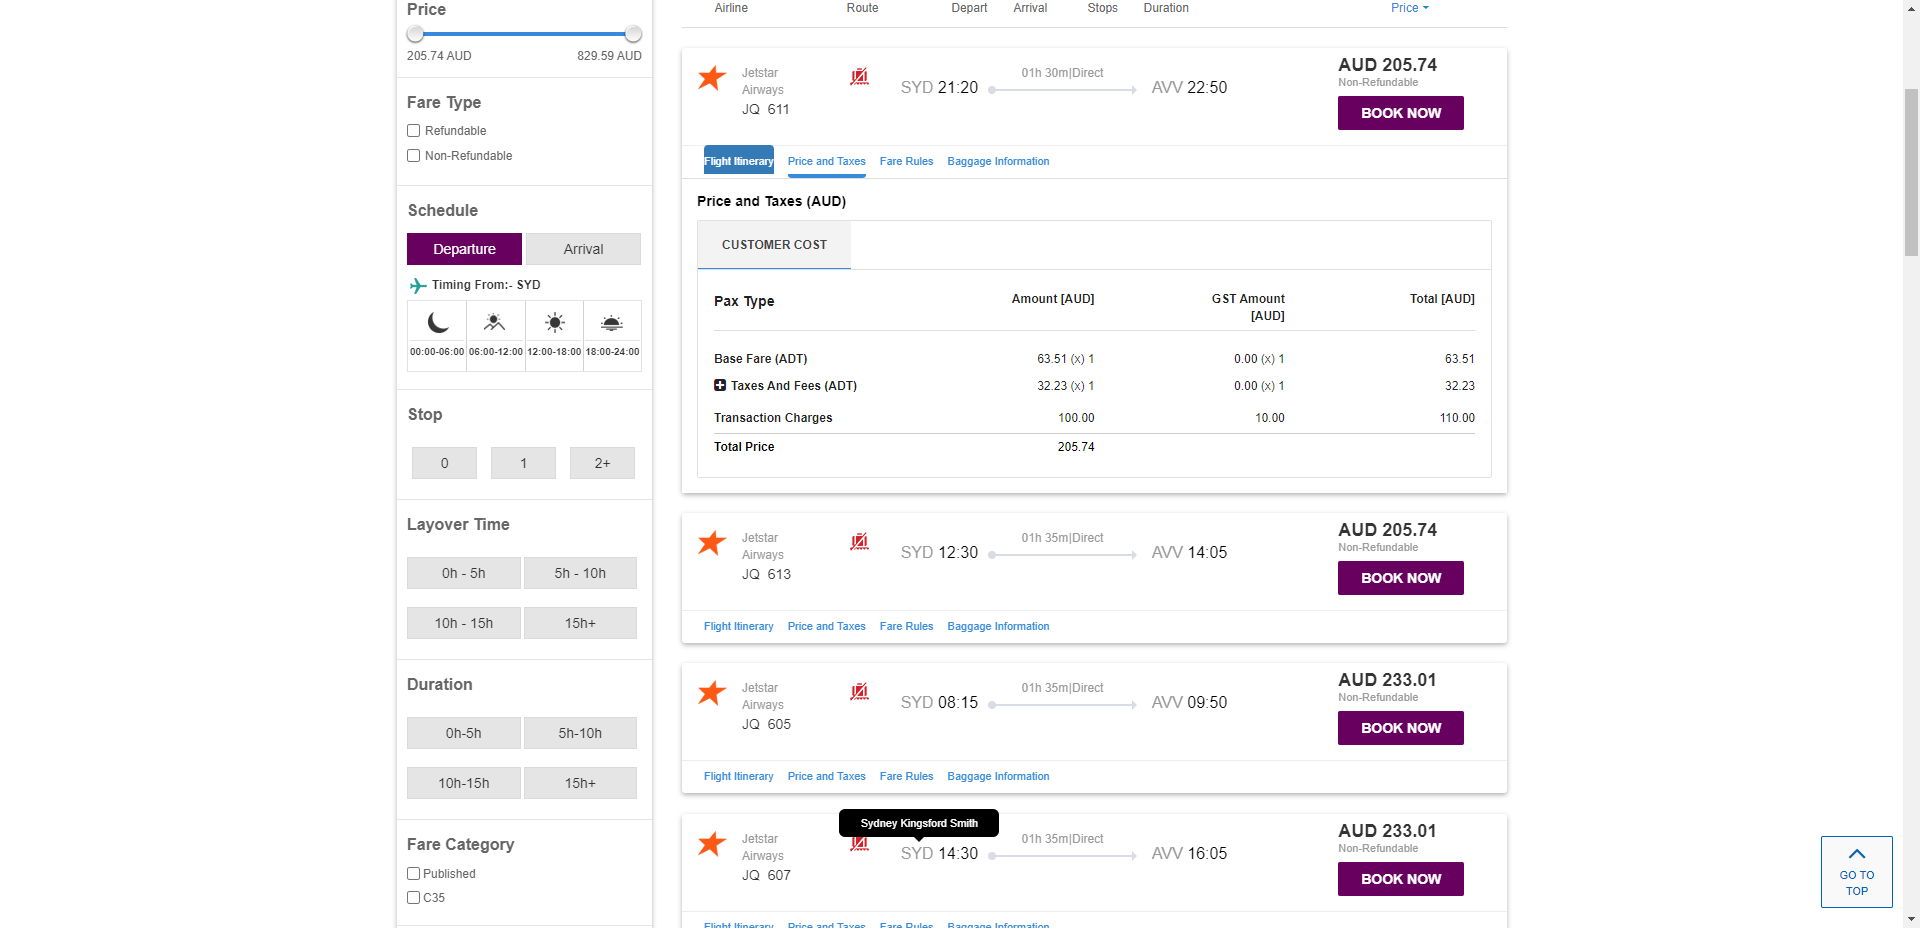 Price
205.74 AUD 829.59 AUD
Fare Type
Refundable
Non-Refundable
Schedule
Departure Arrival
Timing From:- SYD
00:00-06:00 06:00-12:00 12:00-18:00 18:00-24:00
Stop
0 1 2+
Layover Time
0h - 5h 5h - 10h
10h - 15h 15h+
Duration
0h-5h 5h-10h
10h-15h 15h+
Fare Category
Published
C35
Airline Route Depart Arrival Stops Duration Price
Jetstar
Airways
JQ 611
SYD 21:20
01h 30m|Direct
AVV 22:50
AUD 205.74
Non-Refundable
BOOK NOW
Flight Itinerary Price and Taxes Fare Rules Baggage Information
Price and Taxes (AUD)
CUSTOMER COST
Pax Type Amount [AUD] GST Amount [AUD] Total [AUD]
Base Fare (ADT) 63.51 (x) 1 0.00 (x) 1 63.51
Taxes And Fees (ADT) 32.23 (x) 1 0.00 (x) 1 32.23
Transaction Charges 100.00 10.00 110.00
Total Price 205.74
Jetstar
Airways
JQ 613
SYD 12:30
01h 35m|Direct
AVV 14:05
AUD 205.74
Non-Refundable
BOOK NOW
Flight Itinerary Price and Taxes Fare Rules Baggage Information
Jetstar
Airways
JQ 605
SYD 08:15
01h 35m|Direct
AVV 09:50
AUD 233.01
Non-Refundable
BOOK NOW
Flight Itinerary Price and Taxes Fare Rules Baggage Information
Sydney Kingsford Smith
Jetstar
Airways
JQ 607
SYD 14:30
01h 35m|Direct
AVV 16:05
AUD 233.01
Non-Refundable
BOOK NOW
Flight Itinerary Price and Taxes Fare Rules Baggage Information
GO TO
TOP